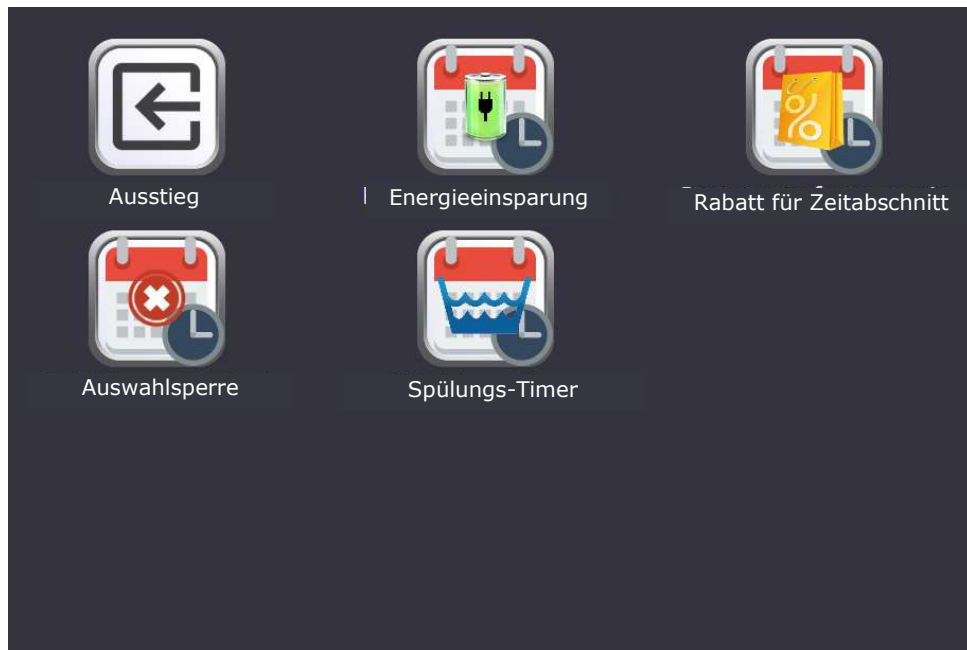 Ausstieg
Energieeinsparung
Rabatt für Zeitabschnitt
Auswahlsperre
Spülungs-Timer